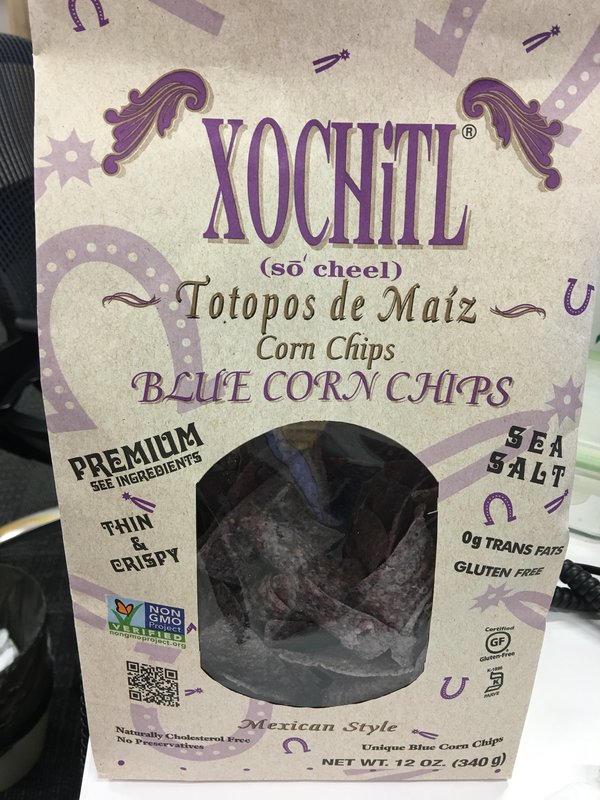 XOCHiTL®
(sō' cheel)
Totopos de Maíz
Corn Chips
BLUE CORN CHIPS
PREMIUM
SEE INGREDIENTS
SEA
SALT
THIN
&
CRISPY
0g TRANS FATS
GLUTEN FREE
NON
GMO
Project
VERIFIED
nongmoproject.org
Certified
GF
Gluten-Free
K
PARVE
Mexican Style
Naturally Cholesterol Free
No Preservatives
Unique Blue Corn Chips
NET WT. 12 OZ. (340 g)